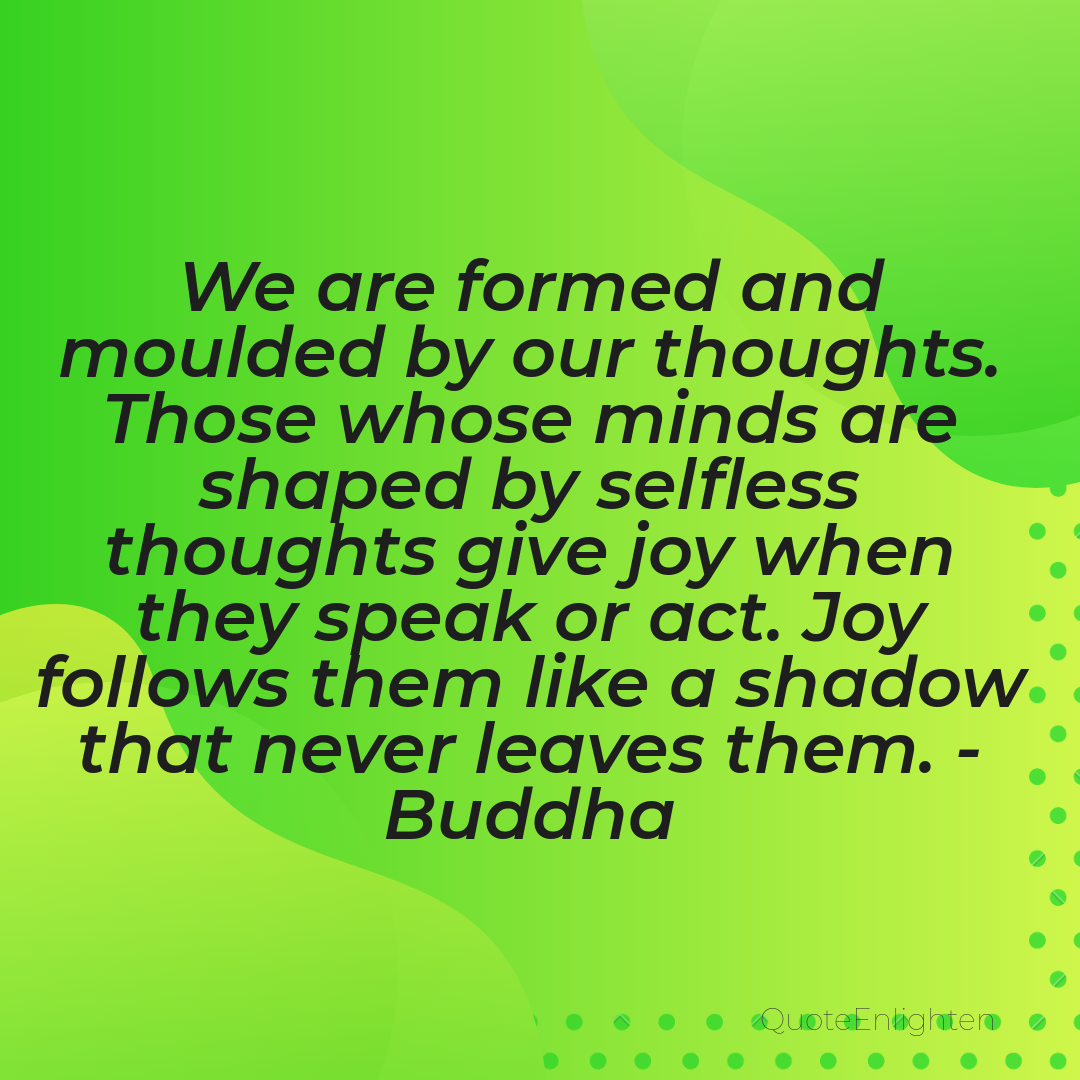 We are formed and
moulded by our thoughts.
Those whose minds are
shaped by selfless
thoughts give joy when
they speak or act. Joy
follows them like a shadow
that never leaves them. -
Buddha
QuoteEnlighten